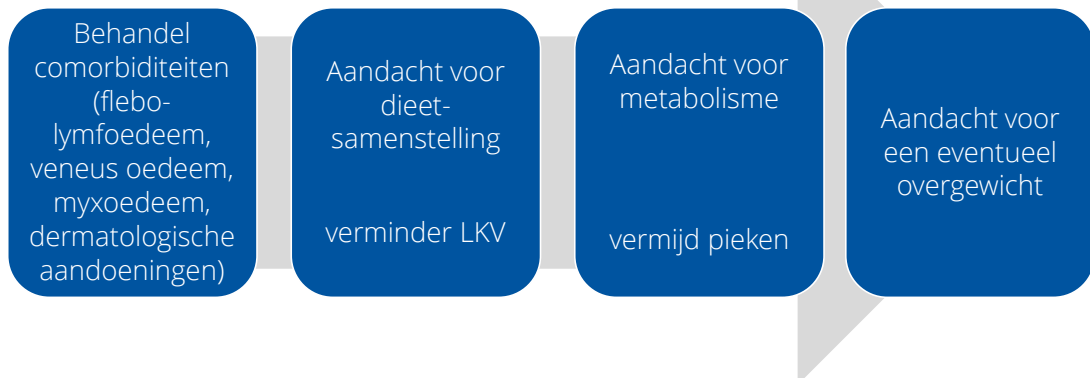 Behandel
comorbiditeiten
(flebo-
lymfoedeem,
veneus oedeem,
myxoedeem,
dermatologische
aandoeningen)
Aandacht voor
dieet-
samenstelling
verminder LKV
Aandacht voor
metabolisme
vermijd pieken
Aandacht voor
een eventueel
overgewicht